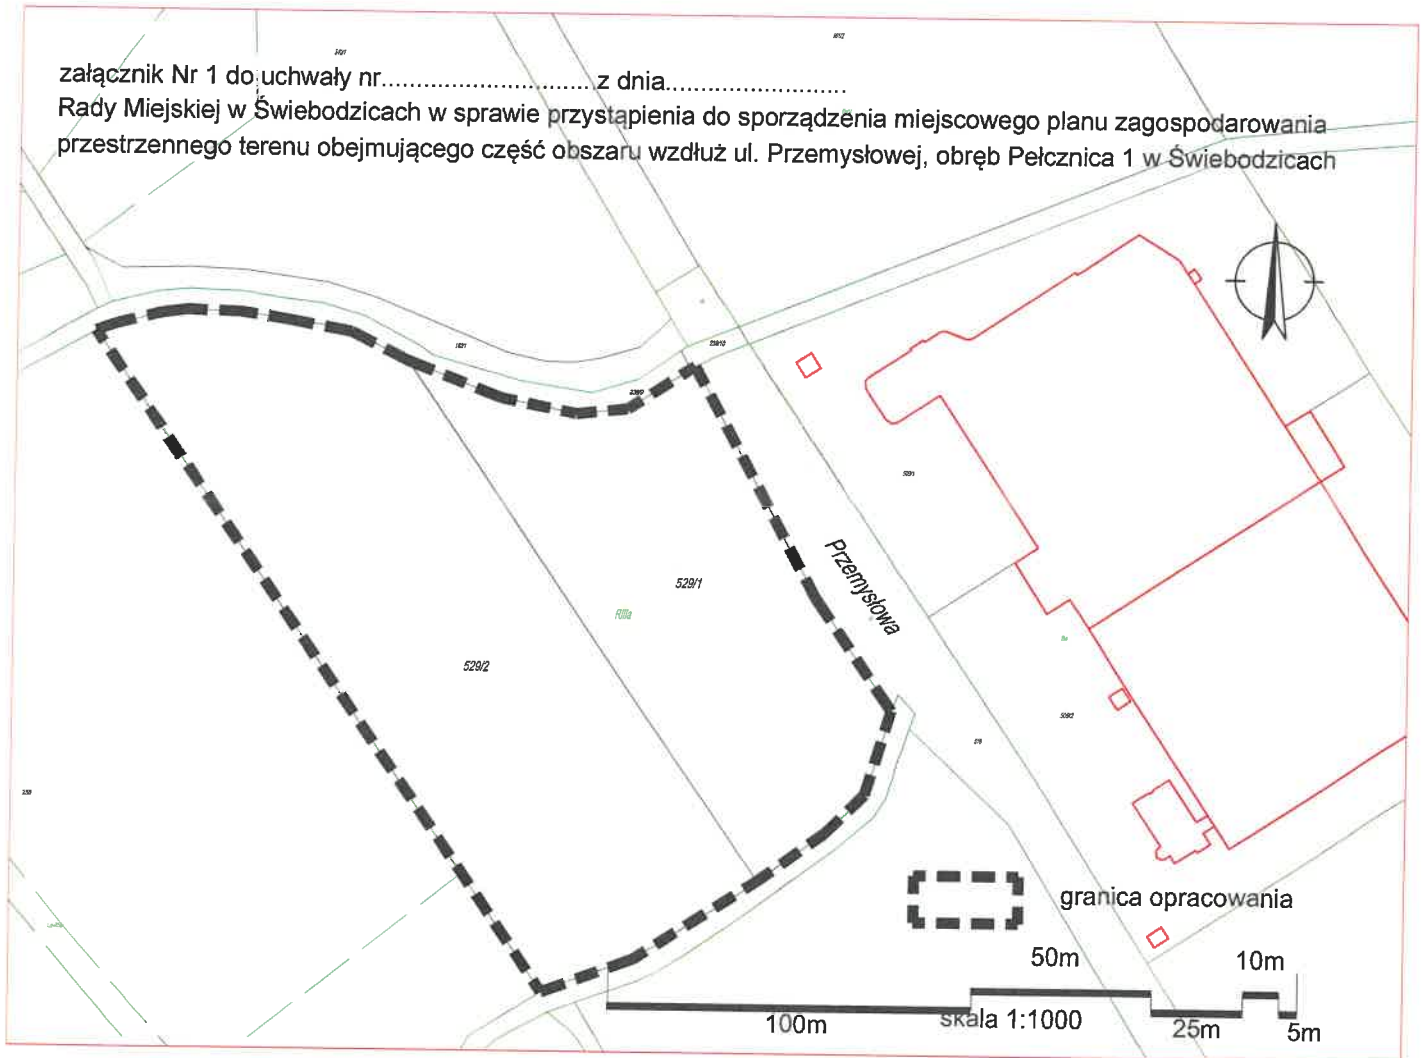 załącznik Nr 1 do uchwały nr..............................z dnia.........................
Rady Miejskiej w Świebodzicach w sprawie przystąpienia do sporządzenia miejscowego planu zagospodarowania
przestrzennego terenu obejmującego część obszaru wzdłuż ul. Przemysłowej, obręb Pełcznica 1 w Świebodzicach
529/1
Przemysłowa
RIIIa
529/2
granica opracowania
50m
10m
100m
skala 1:1000
25m
5m